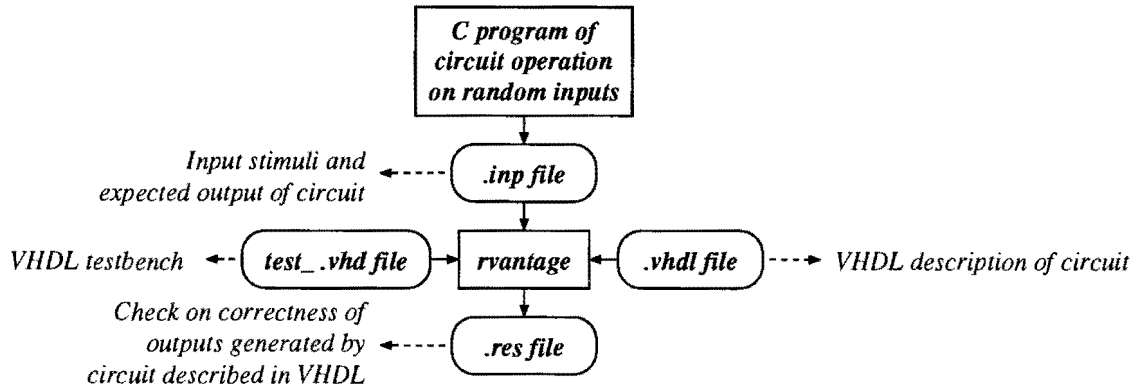 C program of
circuit operation
on random inputs
Input stimuli and
expected output of circuit
.inp file
VHDL testbench
test_ .vhd file
rvantage
.vhdl file
VHDL description of circuit
Check on correctness of
outputs generated by
circuit described in VHDL
.res file